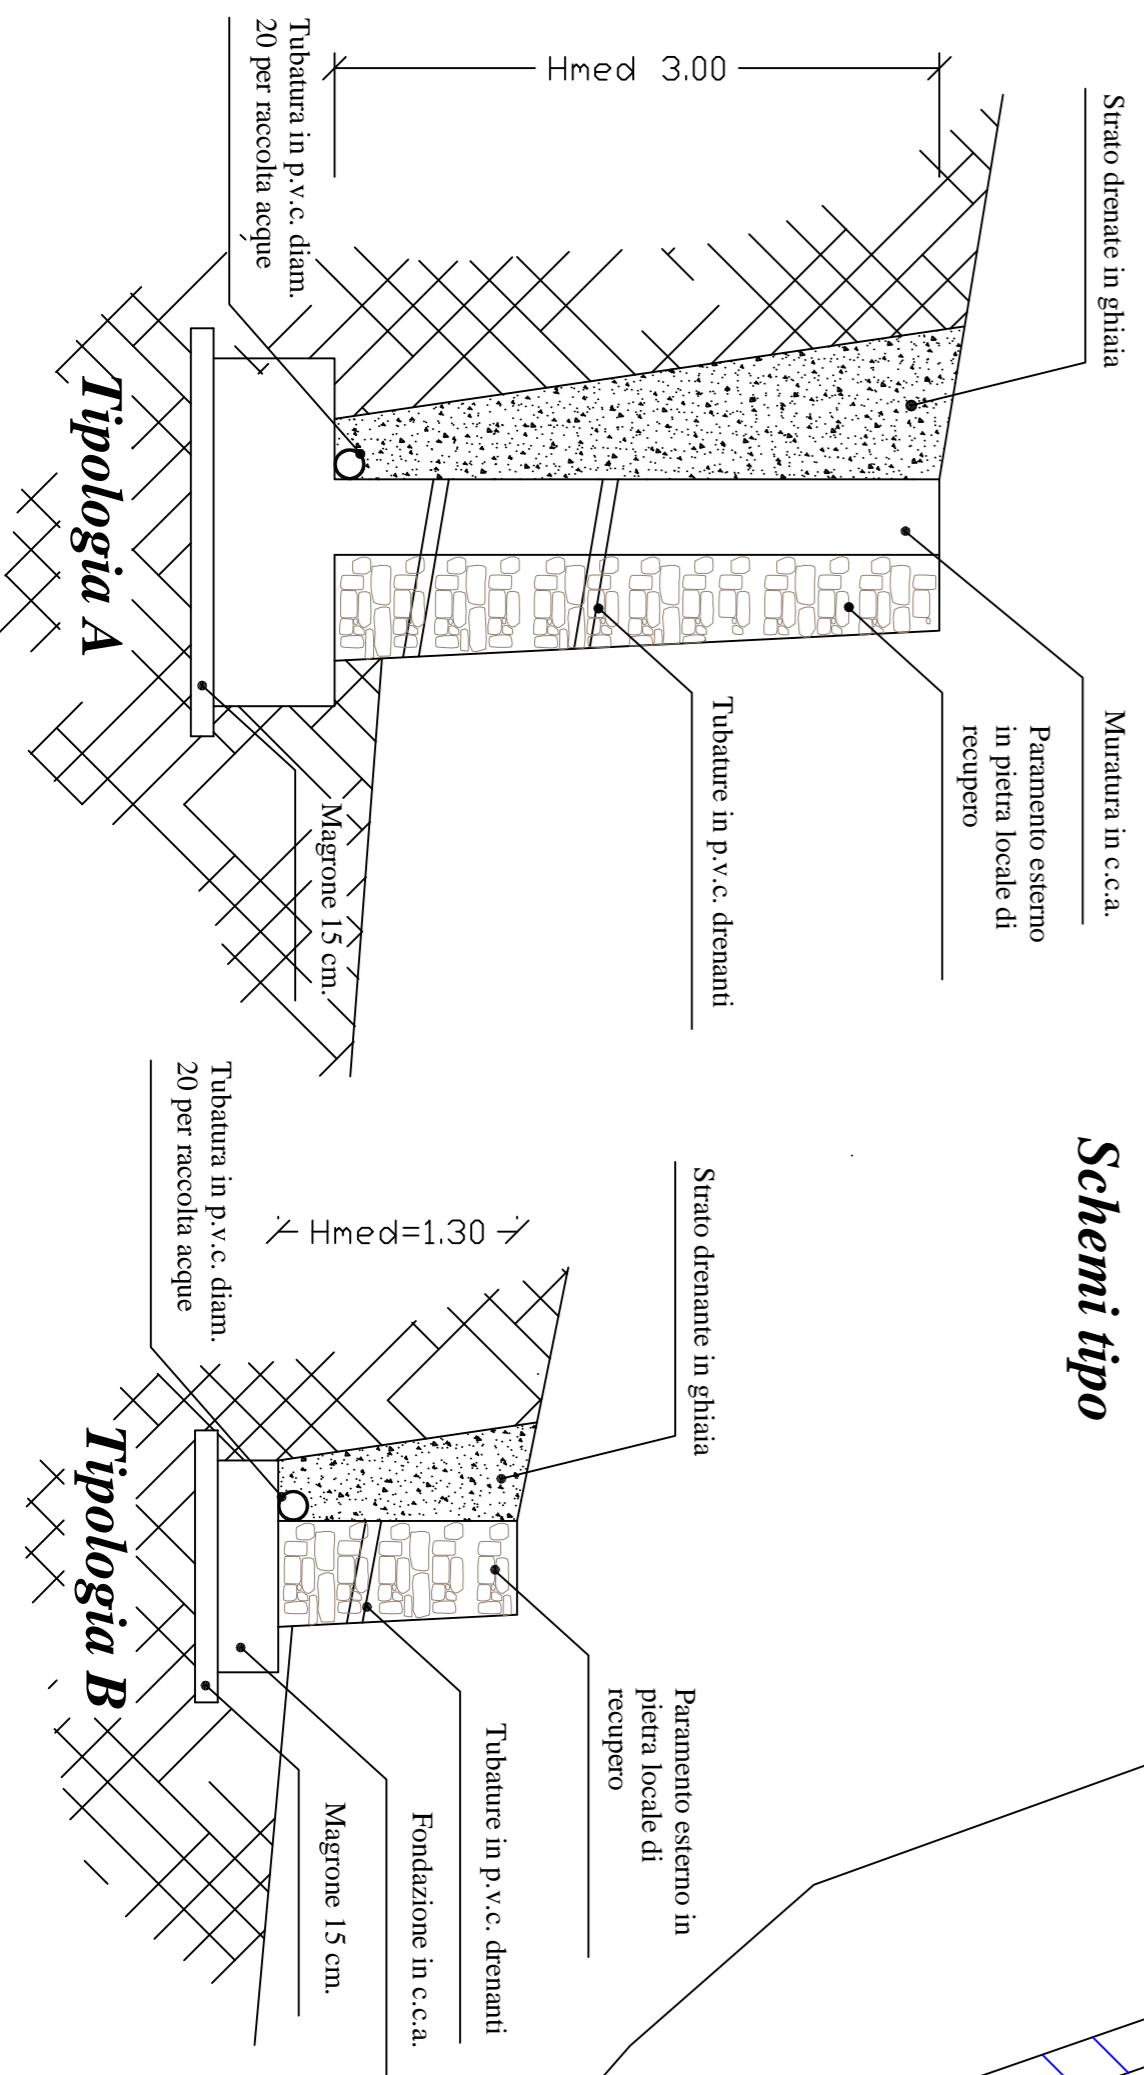 Schemi tipo
Strato drenate in ghiaia
Muratura in c.c.a.
Paramento esterno
in pietra locale di
recupero
Tubature in p.v.c. drenanti
Hmed 3.00
Tubatura in p.v.c. diam.
20 per raccolta acque
Magrone 15 cm.
Tipologia A
Strato drenante in ghiaia
Paramento esterno in
pietra locale di
recupero
Tubature in p.v.c. drenanti
Fondazione in c.c.a.
Magrone 15 cm.
Hmed=1.30
Tubatura in p.v.c. diam.
20 per raccolta acque
Tipologia B